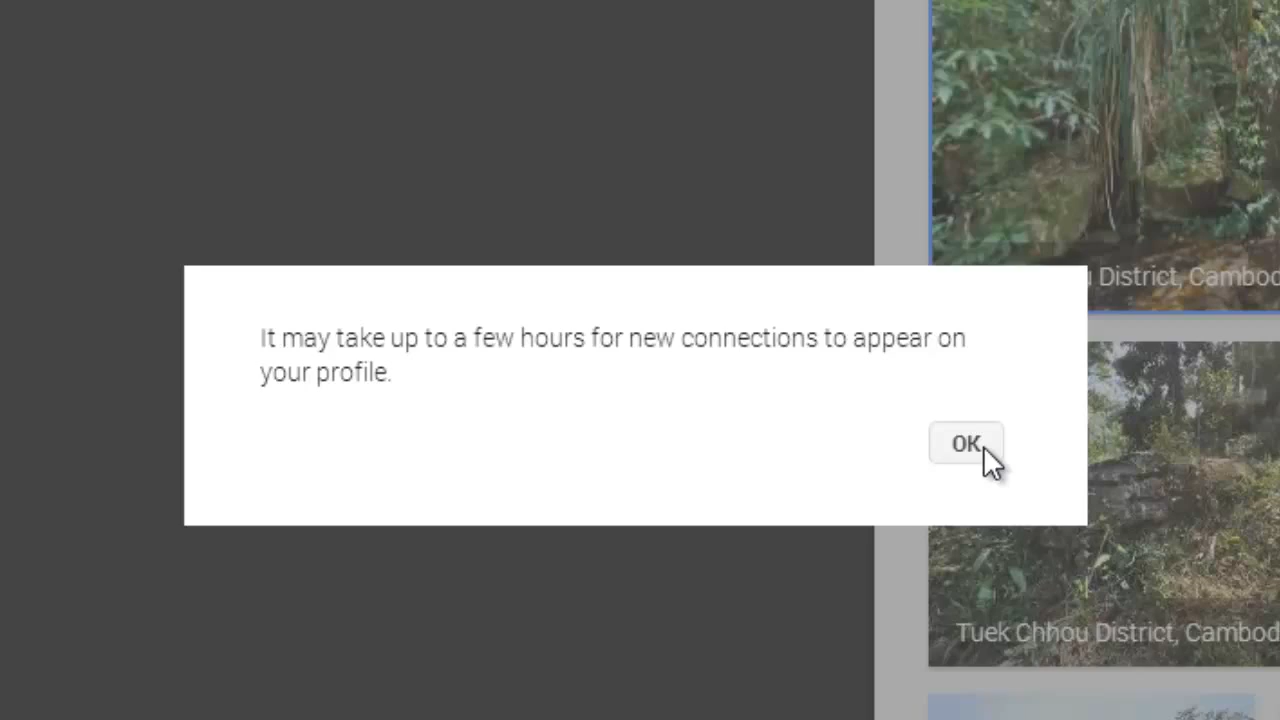 District, Cambod
It may take up to a few hours for new connections to appear on
your profile.
OK
Tuek Chhou District, Cambod